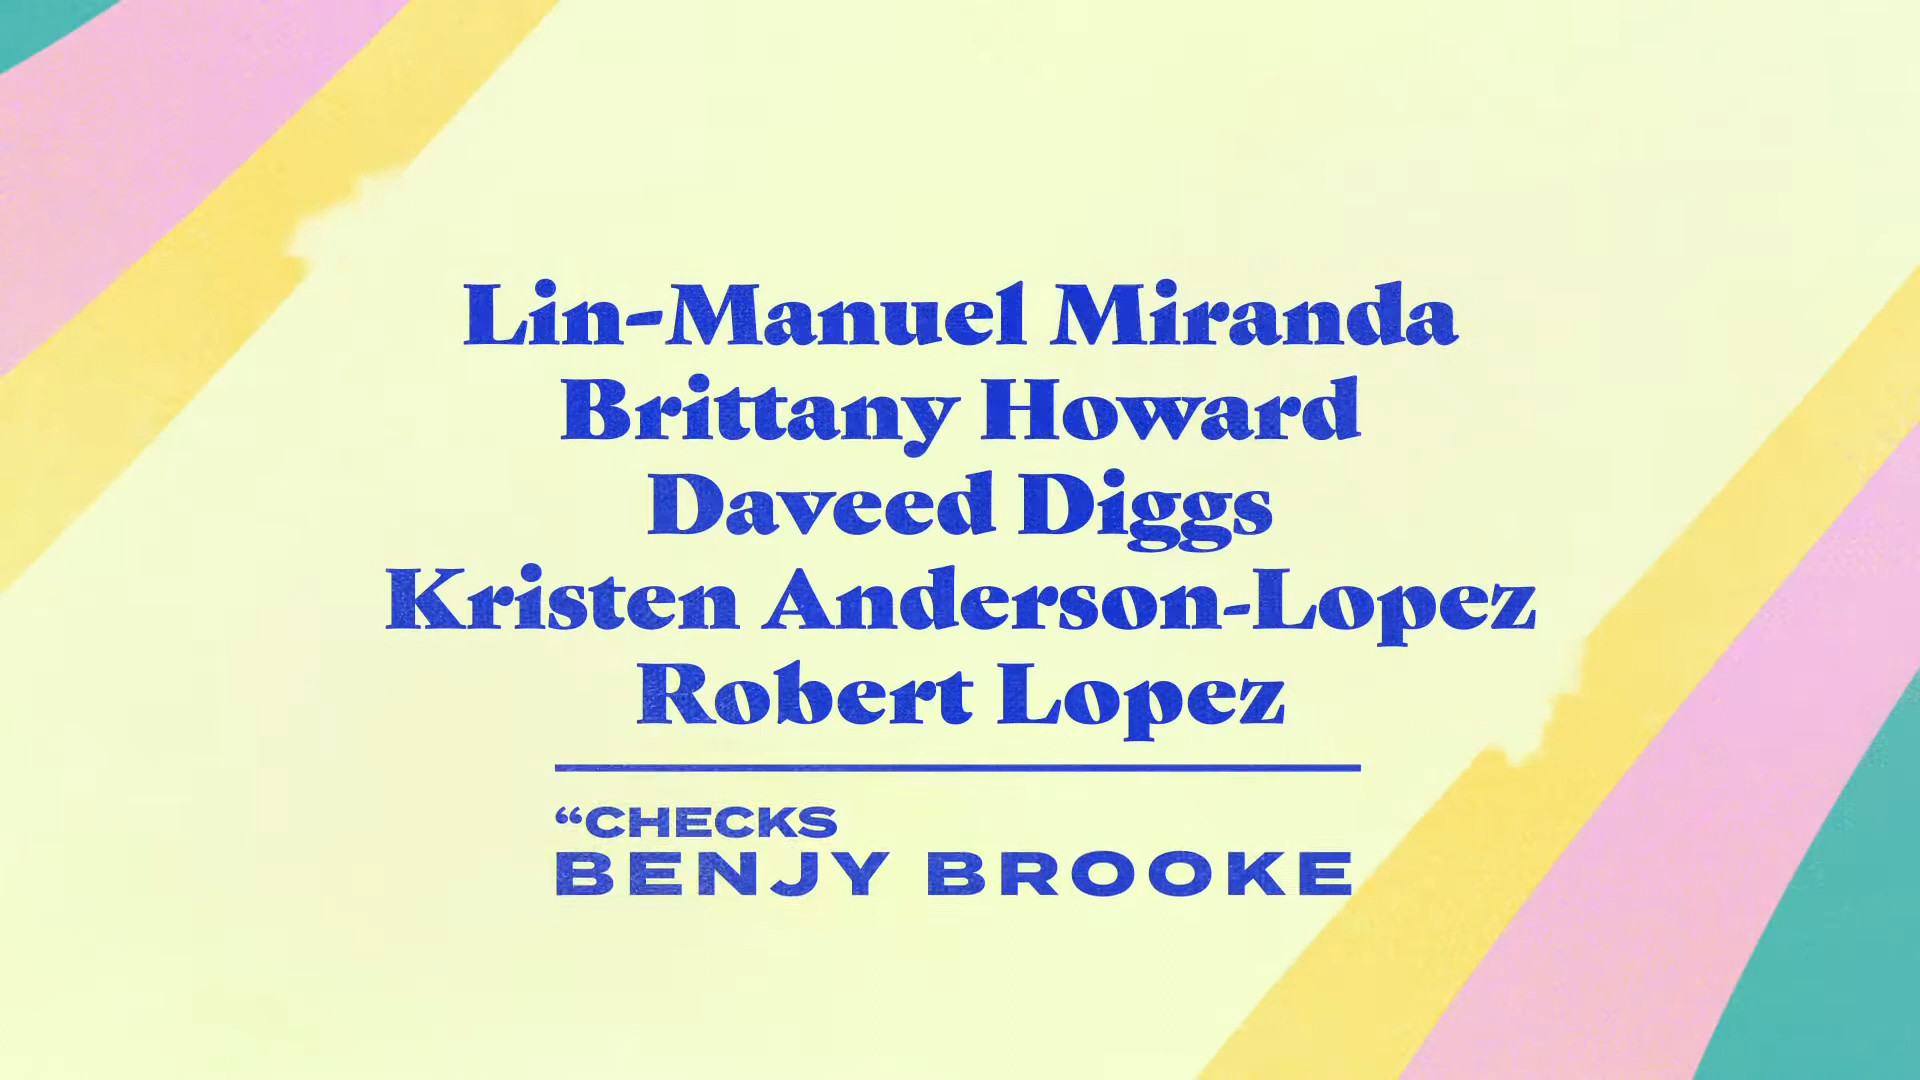 Lin-Manuel Miranda
Brittany Howard
Daveed Diggs
Kristen Anderson-Lopez
Robert Lopez
“CHECKS
BENJY BROOKE